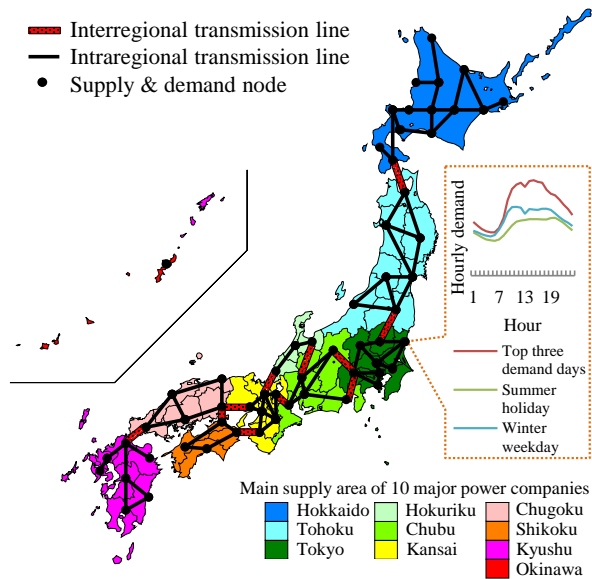 Interregional transmission line
Intraregional transmission line
Supply & demand node
Hourly demand
1 7 13 19
Hour
Top three
demand days
Summer
holiday
Winter
weekday
Main supply area of 10 major power companies
Hokkaido
Tohoku
Tokyo
Hokuriku
Chubu
Kansai
Chugoku
Shikoku
Kyushu
Okinawa